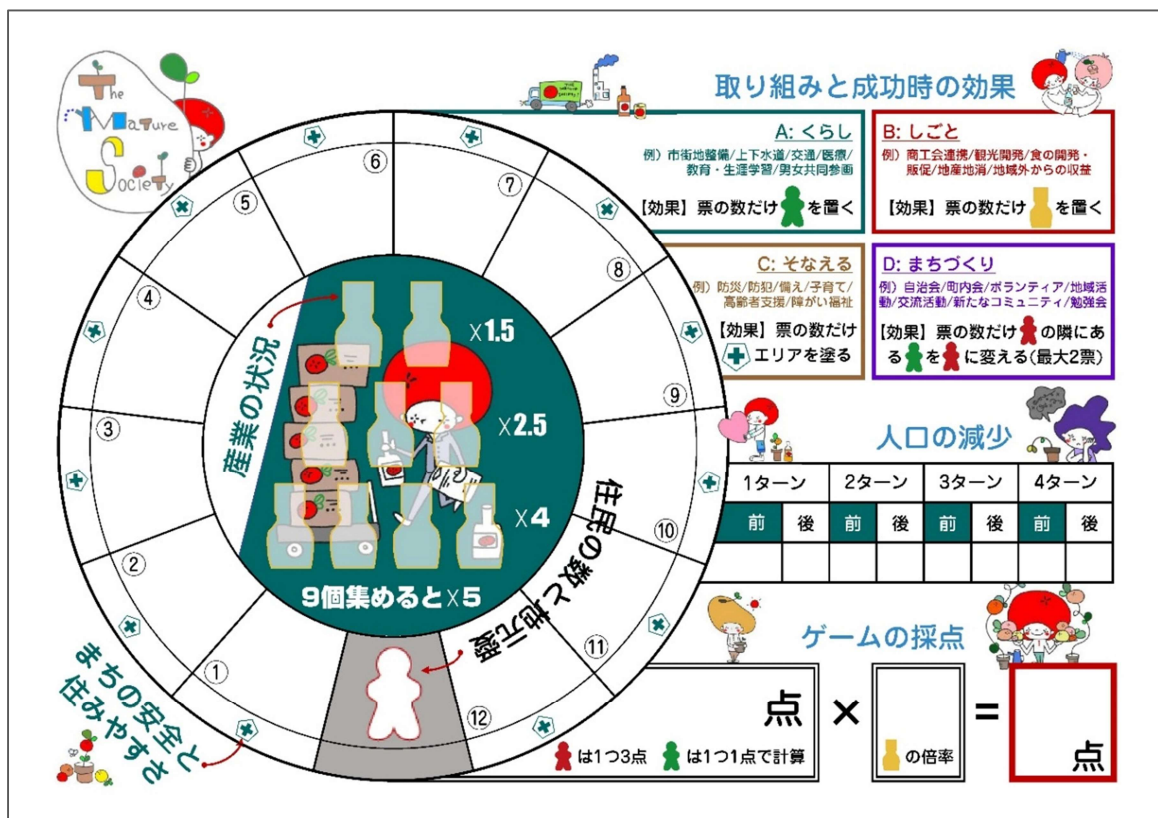 The
Mature
Society
取り組みと成功時の効果
A: くらし
例）市街地整備/上下水道/交通/医療/
教育・生涯学習/男女共同参画
【効果】票の数だけ を置く
B: しごと
例）商工会連携/観光開発/食の開発・
販促/地産地消/地域外からの収益
【効果】票の数だけ を置く
C: そなえる
例）防災/防犯/備え/子育て/
高齢者支援/障がい福祉
【効果】票の数だけ
エリアを塗る
D: まちづくり
例）自治会/町内会/ボランティア/地域活
動/交流活動/新たなコミュニティ/勉強会
【効果】票の数だけ の隣にあ
る を に変える(最大2票)
①
②
③
④
⑤
⑥
⑦
⑧
⑨
⑩
⑪
⑫
産業の状況
×1.5
×2.5
×4
9個集めると×5
住民の数と地元愛
まちの安全と
住みやすさ
人口の減少
1ターン 2ターン 3ターン 4ターン
前 後 前 後 前 後 前 後
ゲームの採点
点 × = 点
は1つ3点 は1つ1点で計算
の倍率